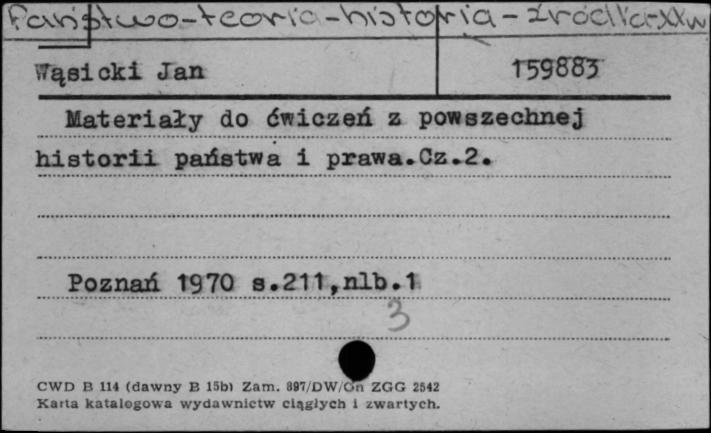 Państwo-teoria-historia-źródła-XXw
Wąsicki Jan 159883
Materiały do ćwiczeń z powszechnej
historii państwa i prawa.Cz.2.
Poznań 1970 s.211,nlb.1
3
CWD B 114 (dawny B 15b) Zam. 897/DW/Gn ZGG 2542
Karta katalogowa wydawnictw ciągłych i zwartych.